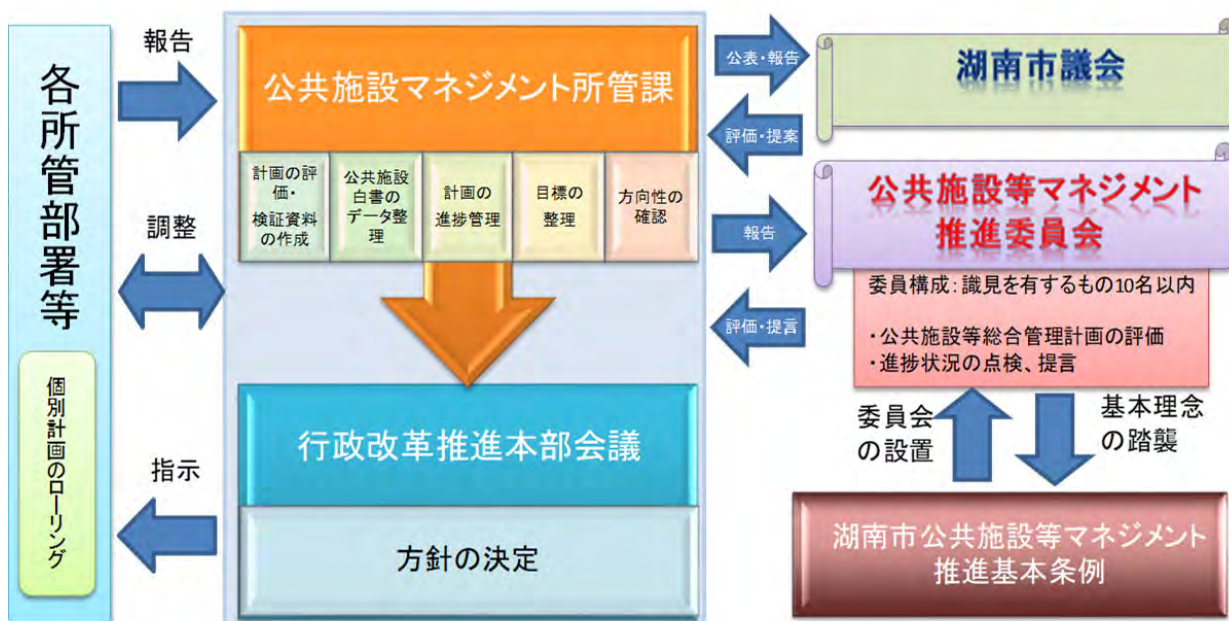 各所管部署等
個別計画のローリング
報告
調整
指示
公共施設マネジメント所管課
計画の評
価・
検証資料
の作成
公共施設
白書の
データ整
理
計画の
進捗管理
目標の
整理
方向性の
確認
行政改革推進本部会議
方針の決定
公表・報告
評価・提案
報告
評価・提言
湖南市議会
公共施設等マネジメント
推進委員会
委員構成：識見を有するもの10名以内
・公共施設等総合管理計画の評価
・進捗状況の点検、提言
委員会
の設置
基本理念
の踏襲
湖南市公共施設等マネジメント
推進基本条例